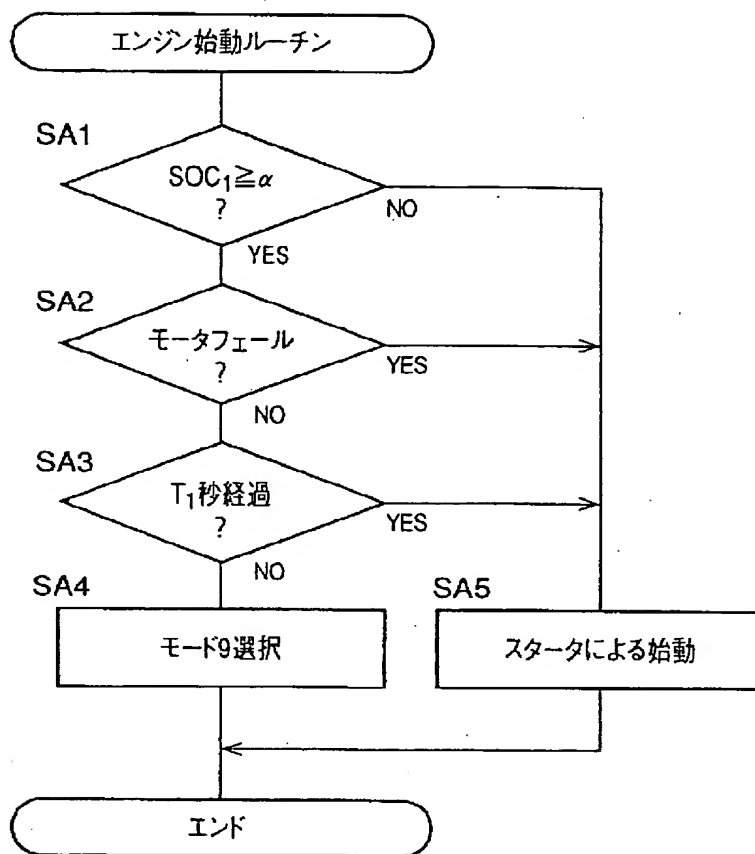 エンジン始動ルーチン
SA1
SOC₁≧α
?
NO
YES
SA2
モータフェール
?
YES
NO
SA3
T₁秒経過
?
YES
NO
SA4
モード9選択
SA5
スタータによる始動
エンド